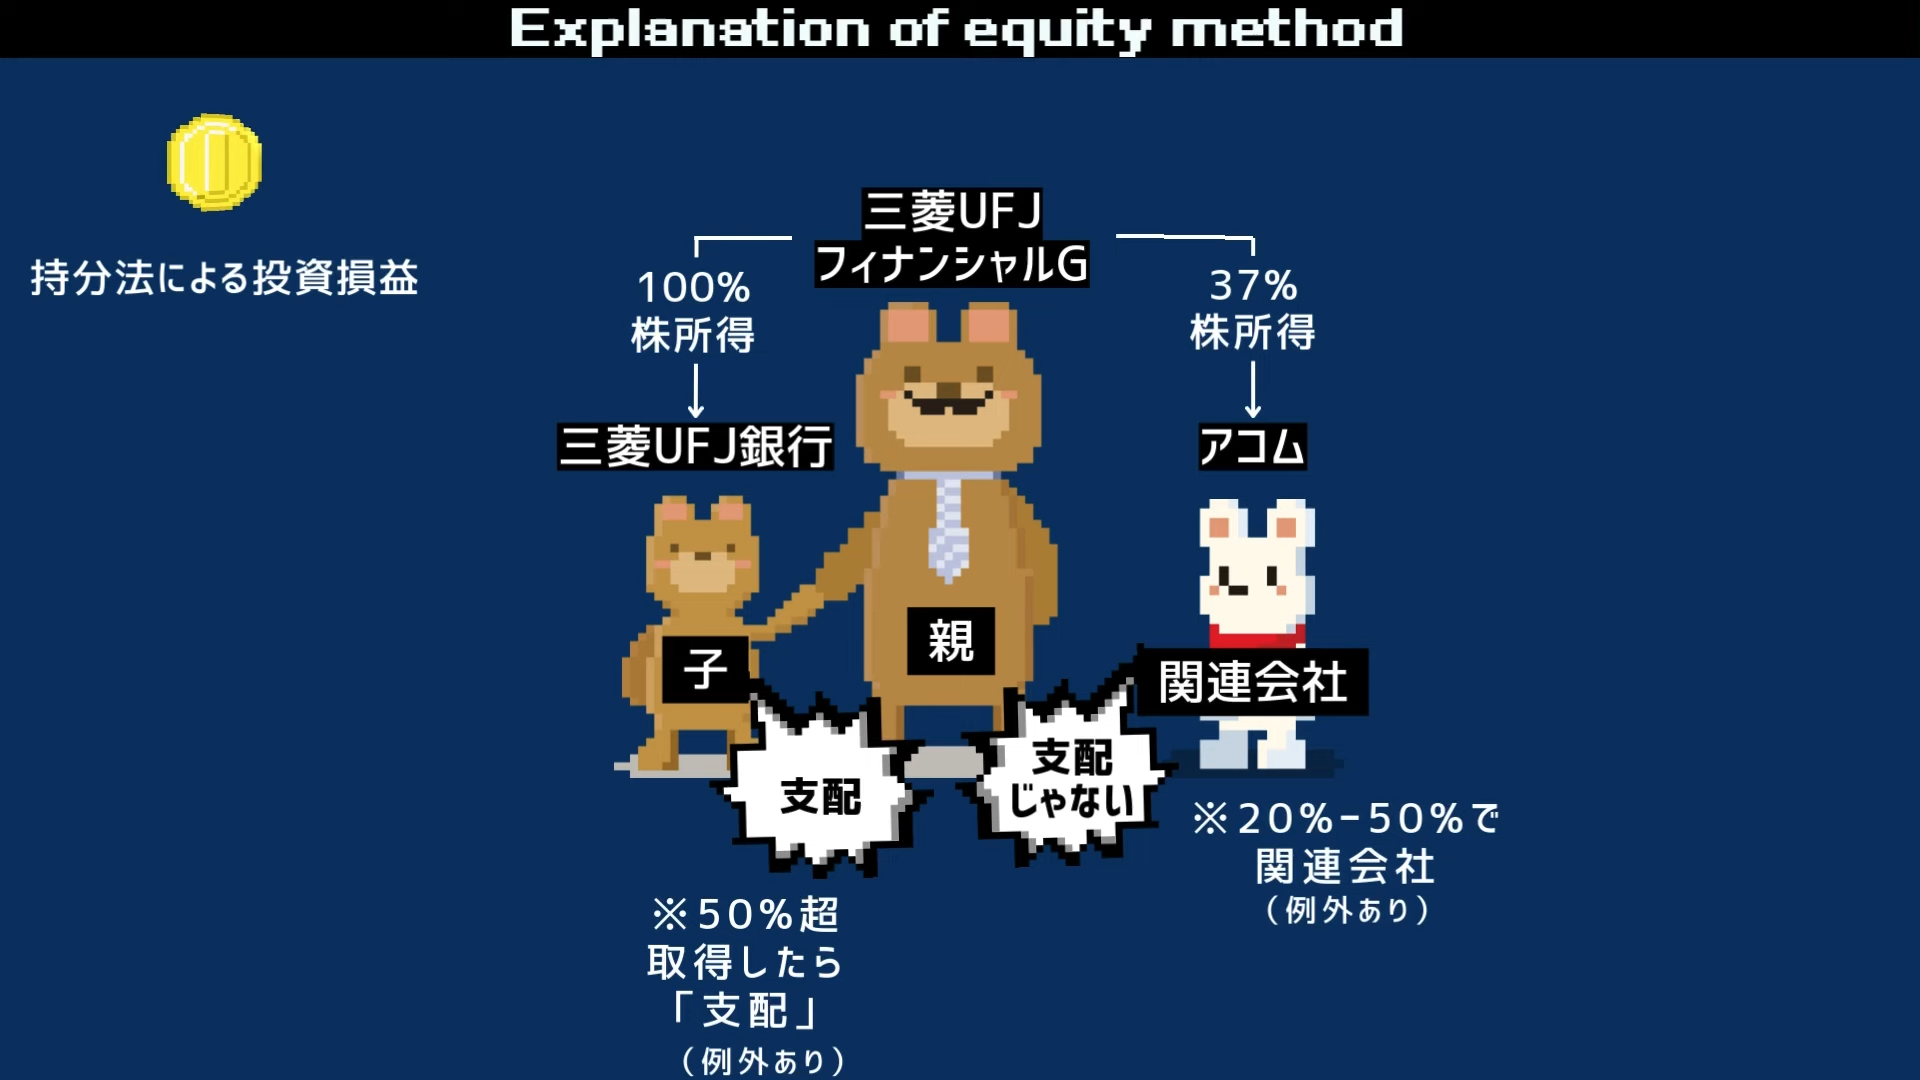 Explanation of equity method
持分法による投資損益
三菱UFJ
フィナンシャルG
100%
株所得
37%
株所得
三菱UFJ銀行
アコム
子
親
関連会社
支配
支配
じゃない
※20%-50%で
関連会社
（例外あり）
※50%超
取得したら
「支配」
（例外あり）